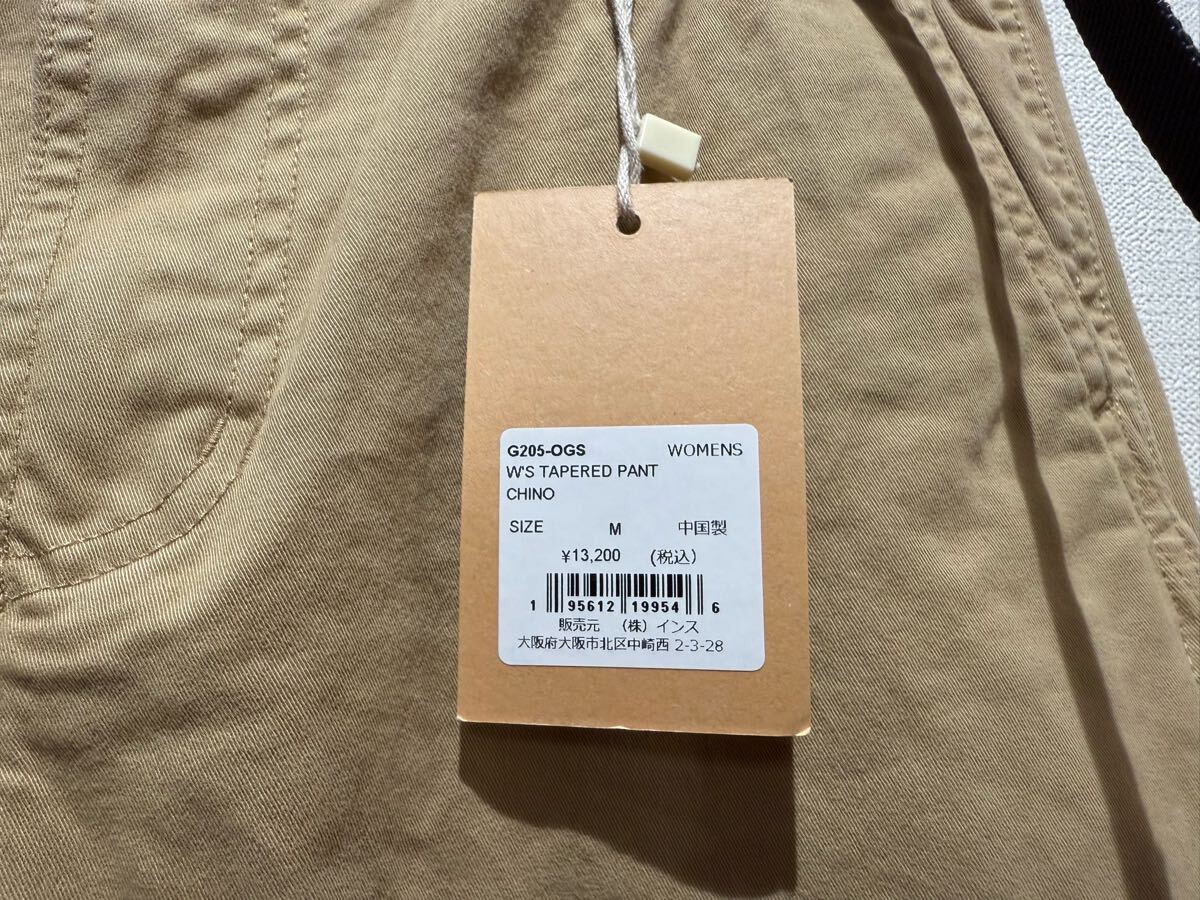 G205-OGS WOMENS
W'S TAPERED PANT
CHINO
SIZE M 中国製
¥13,200 (税込)
1 95612 19954 6
販売元 (株)インス
大阪府大阪市北区中崎西 2-3-28